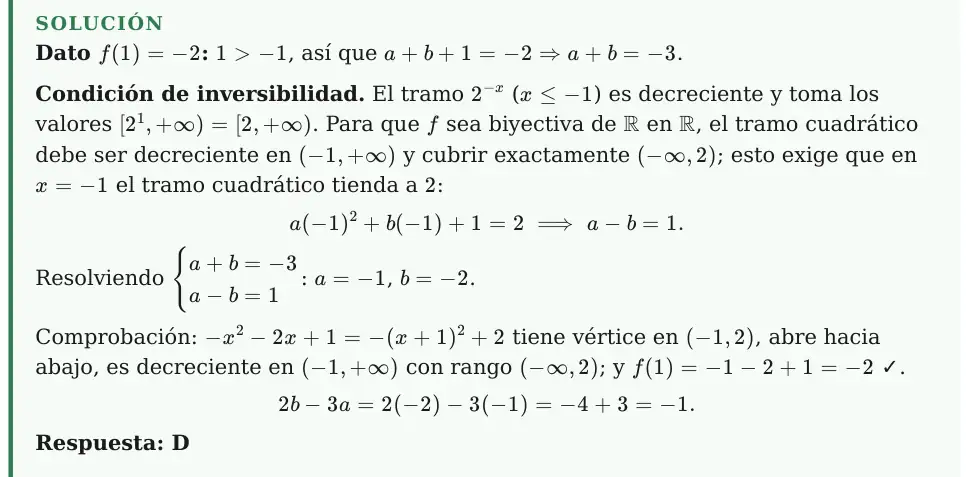 SOLUCIÓN
Dato f(1) = −2: 1 > −1, así que a + b + 1 = −2 ⇒ a + b = −3.
Condición de inversibilidad. El tramo 2⁻ˣ (x ≤ −1) es decreciente y toma los
valores [2¹, +∞) = [2, +∞). Para que f sea biyectiva de ℝ en ℝ, el tramo cuadrático
debe ser decreciente en (−1, +∞) y cubrir exactamente (−∞, 2); esto exige que en
x = −1 el tramo cuadrático tienda a 2:
a(−1)² + b(−1) + 1 = 2 ⟹ a − b = 1.
Resolviendo {a + b = −3
a − b = 1 : a = −1, b = −2.
Comprobación: −x² − 2x + 1 = −(x + 1)² + 2 tiene vértice en (−1, 2), abre hacia
abajo, es decreciente en (−1, +∞) con rango (−∞, 2); y f(1) = −1 − 2 + 1 = −2 ✓.
2b − 3a = 2(−2) − 3(−1) = −4 + 3 = −1.
Respuesta: D